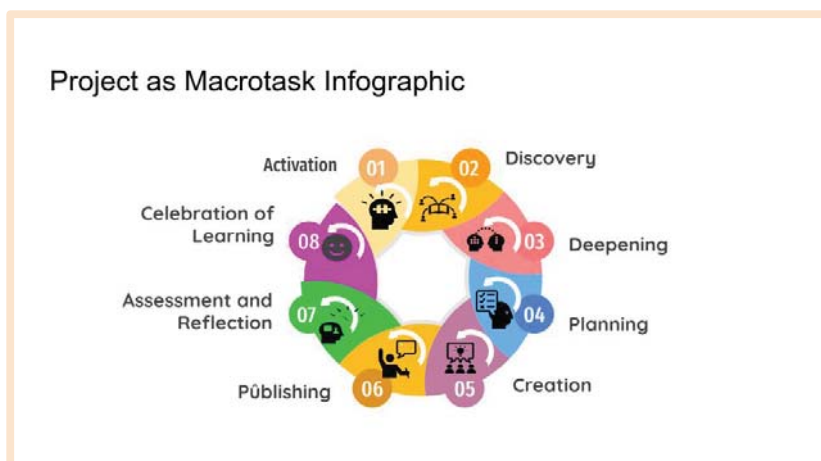 Project as Macrotask Infographic
Activation
01
02
Discovery
03
Deepening
04
Planning
05
Creation
06
Pûblishing
07
Assessment and
Reflection
08
Celebration of
Learning